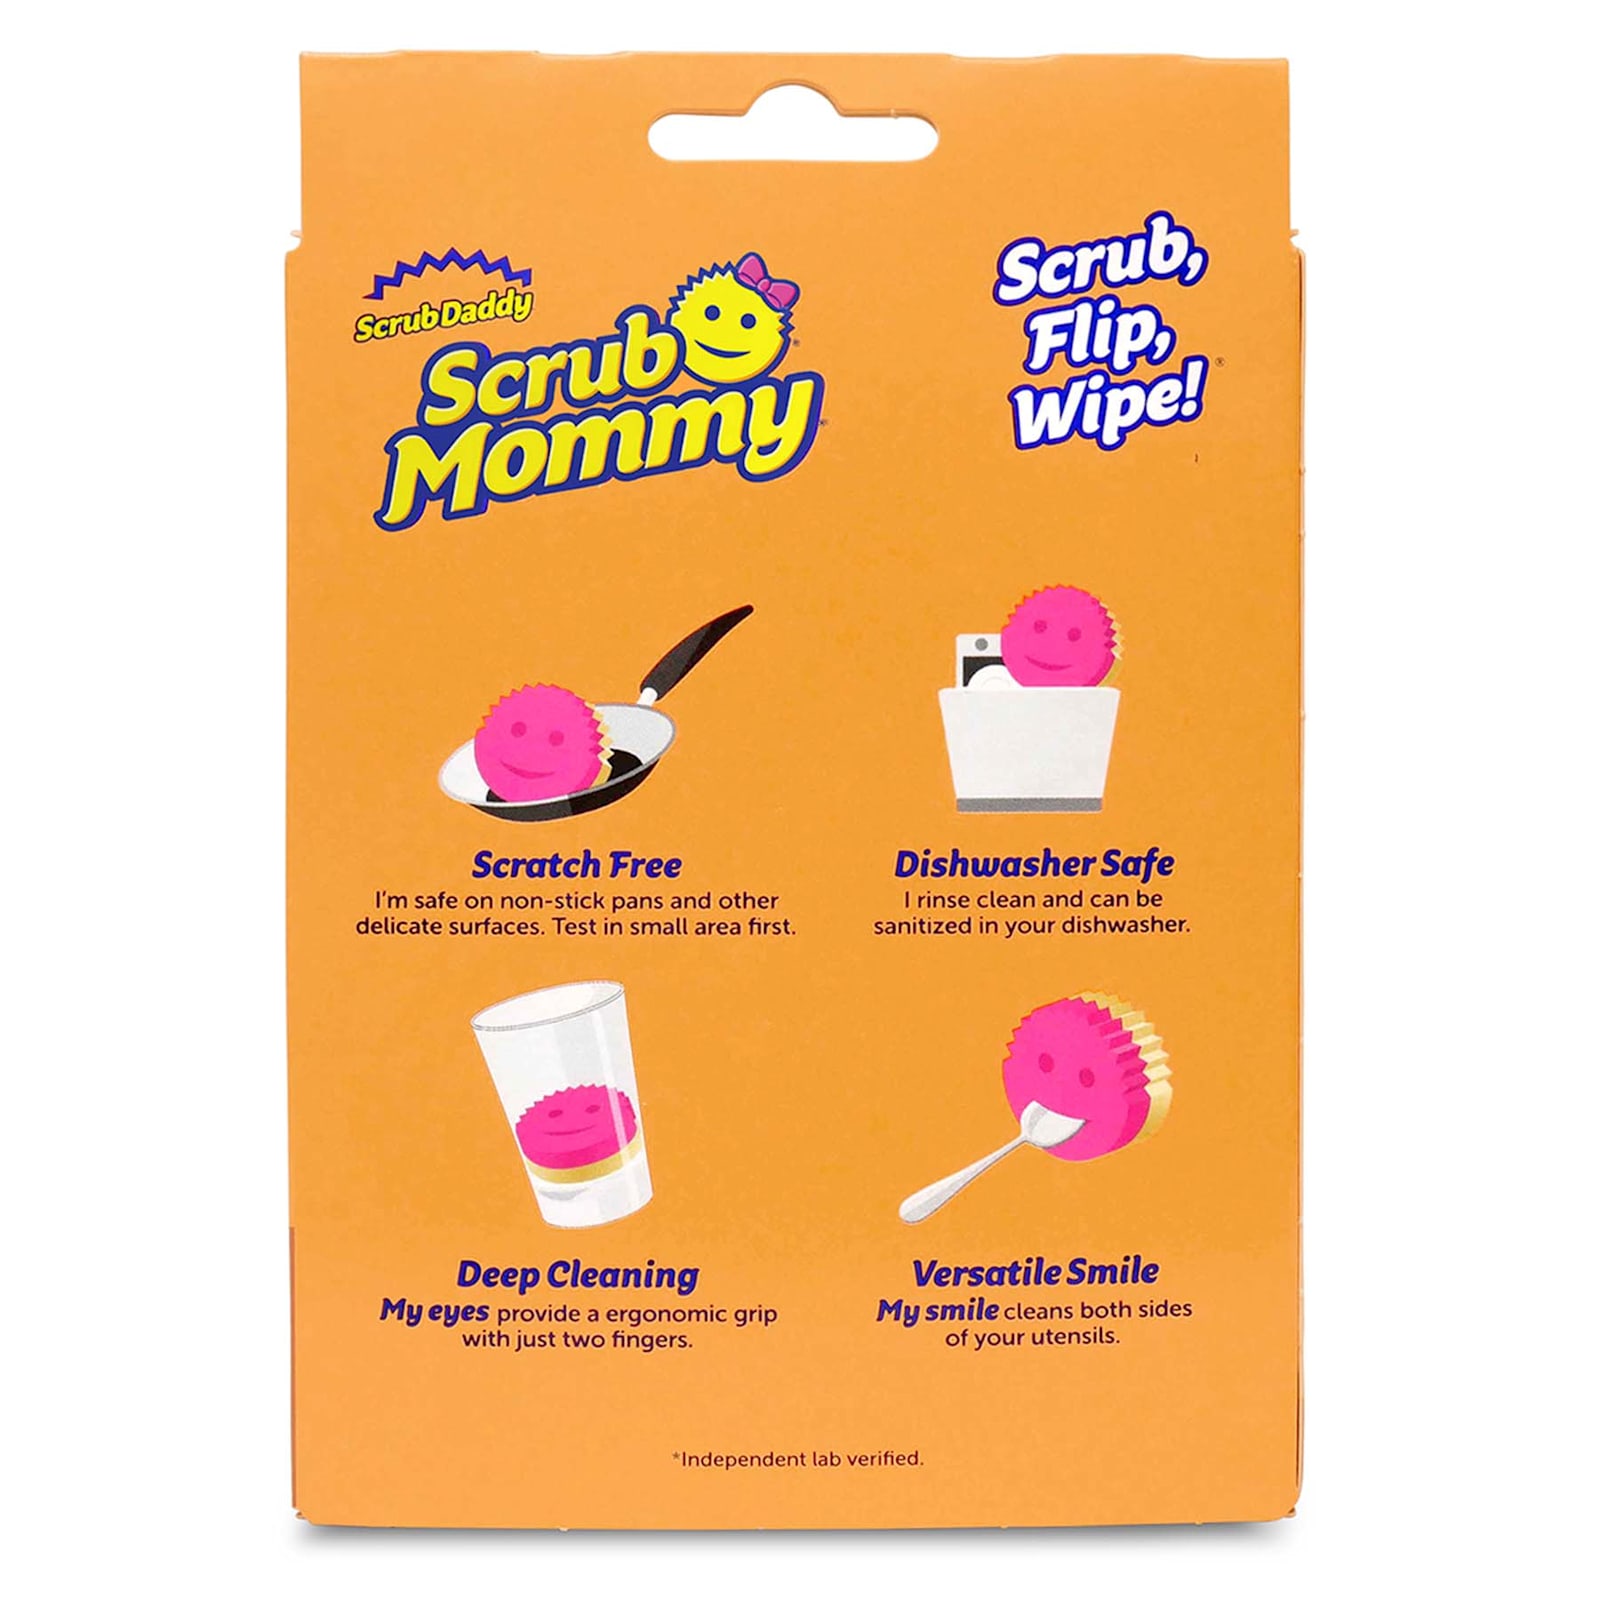 ScrubDaddy
Scrub
Mommy
Scrub,
Flip,
Wipe!
Scratch Free
I'm safe on non-stick pans and other
delicate surfaces. Test in small area first.
Dishwasher Safe
I rinse clean and can be
sanitized in your dishwasher.
Deep Cleaning
My eyes provide a ergonomic grip
with just two fingers.
Versatile Smile
My smile cleans both sides
of your utensils.
*Independent lab verified.